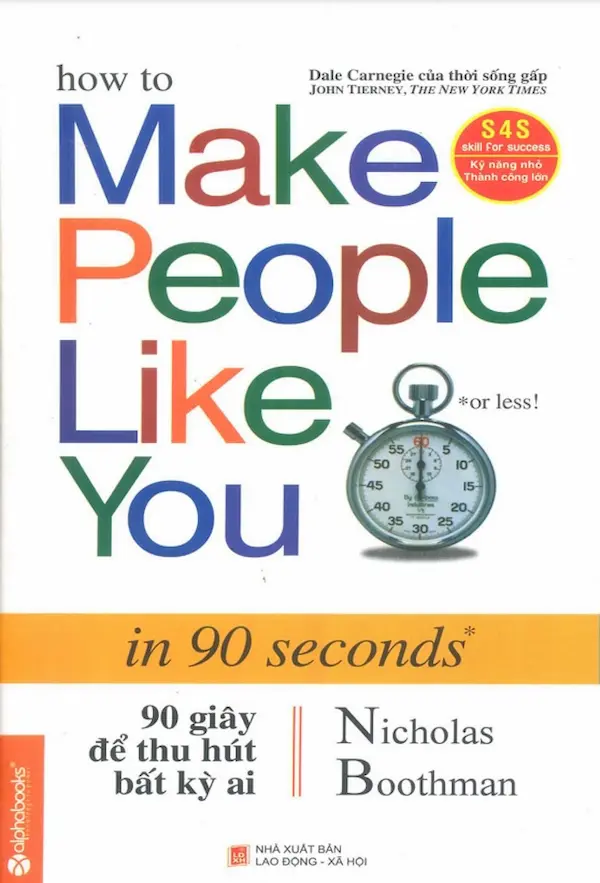 how to
Dale Carnegie của thời sống gấp
JOHN TIERNEY, THE NEW YORK TIMES
Make
S4S
skill for success
Kỹ năng nhỏ
Thành công lớn
People
Like
*or less!
You
60
5
10
15
20
25
30
35
40
45
50
55
in 90 seconds*
90 giây
để thu hút
bất kỳ ai
Nicholas
Boothman
alphabooks®
LĐXH
NHÀ XUẤT BẢN
LAO ĐỘNG - XÃ HỘI